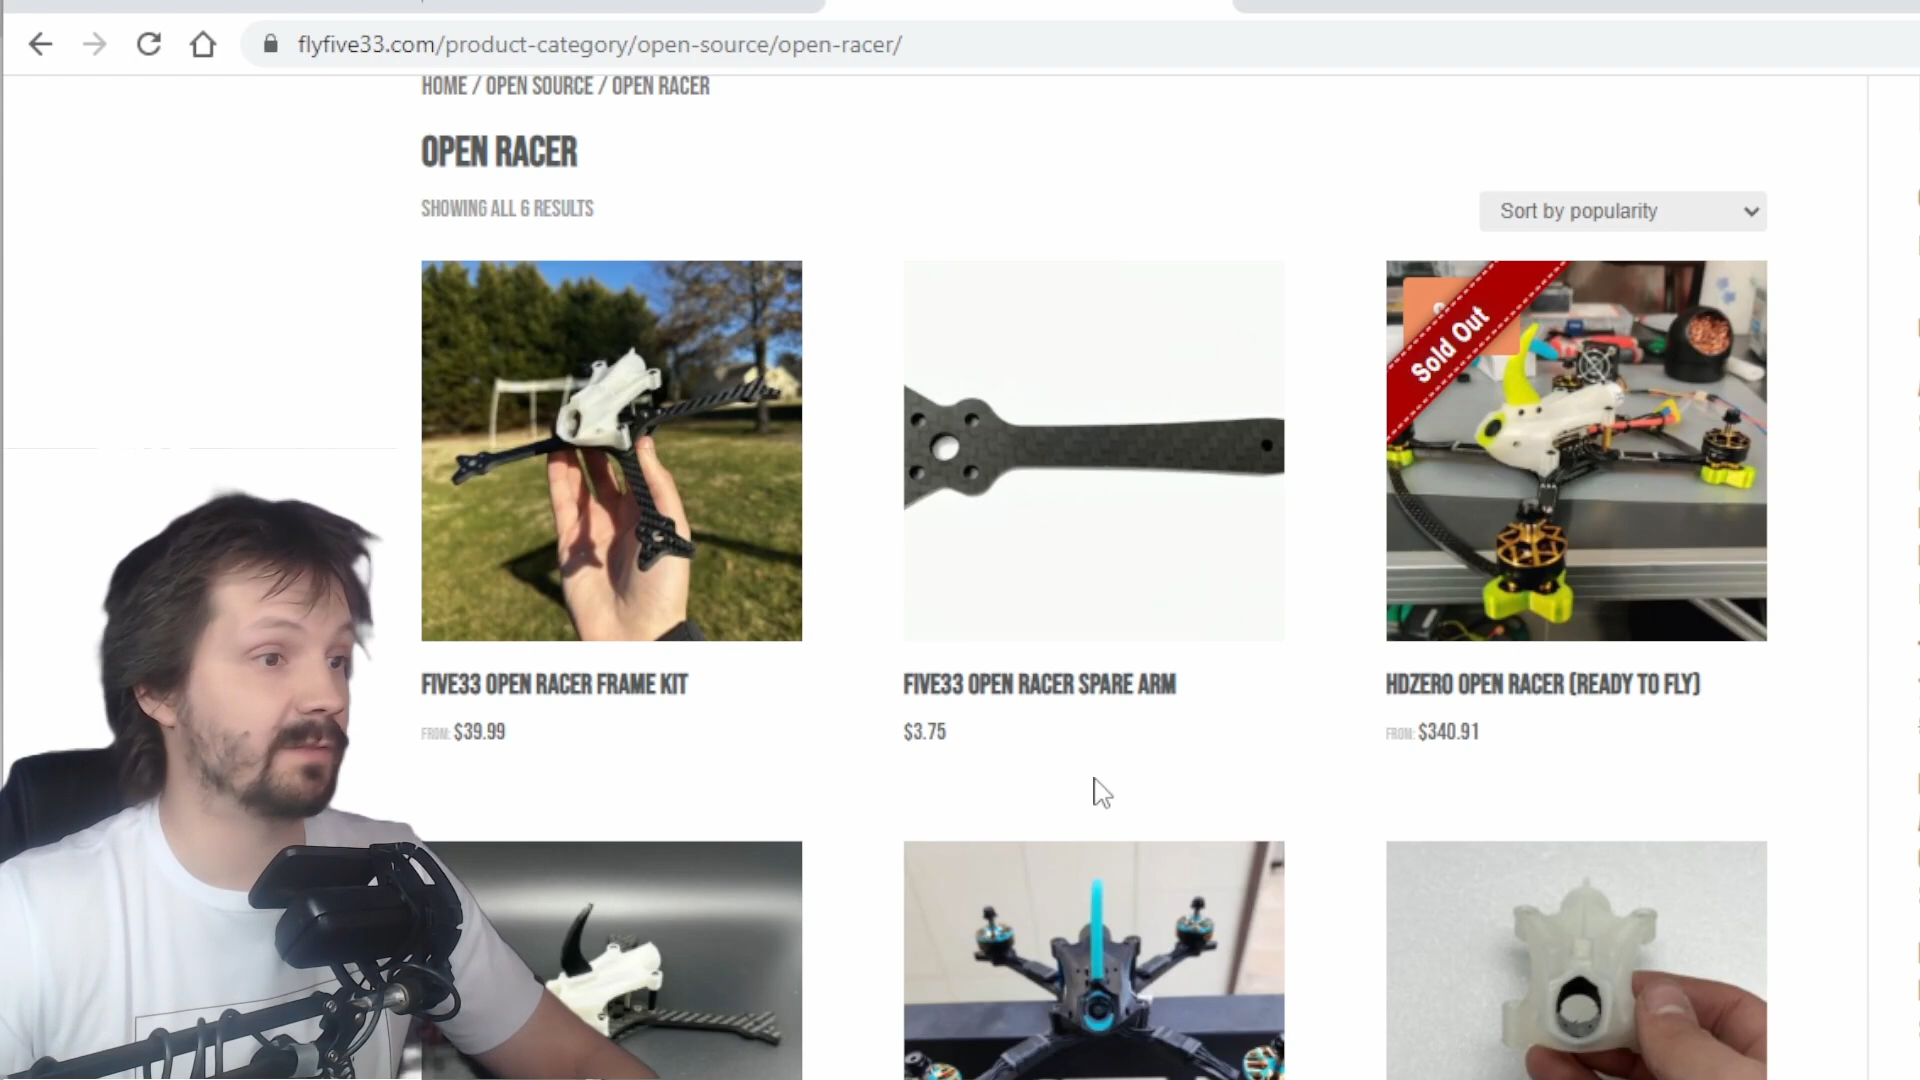 flyfive33.com/product-category/open-source/open-racer/
HOME / OPEN SOURCE / OPEN RACER
OPEN RACER
SHOWING ALL 6 RESULTS
Sort by popularity
Sold Out
FIVE33 OPEN RACER FRAME KIT
FROM: $39.99
FIVE33 OPEN RACER SPARE ARM
$3.75
HDZERO OPEN RACER (READY TO FLY)
FROM: $340.91